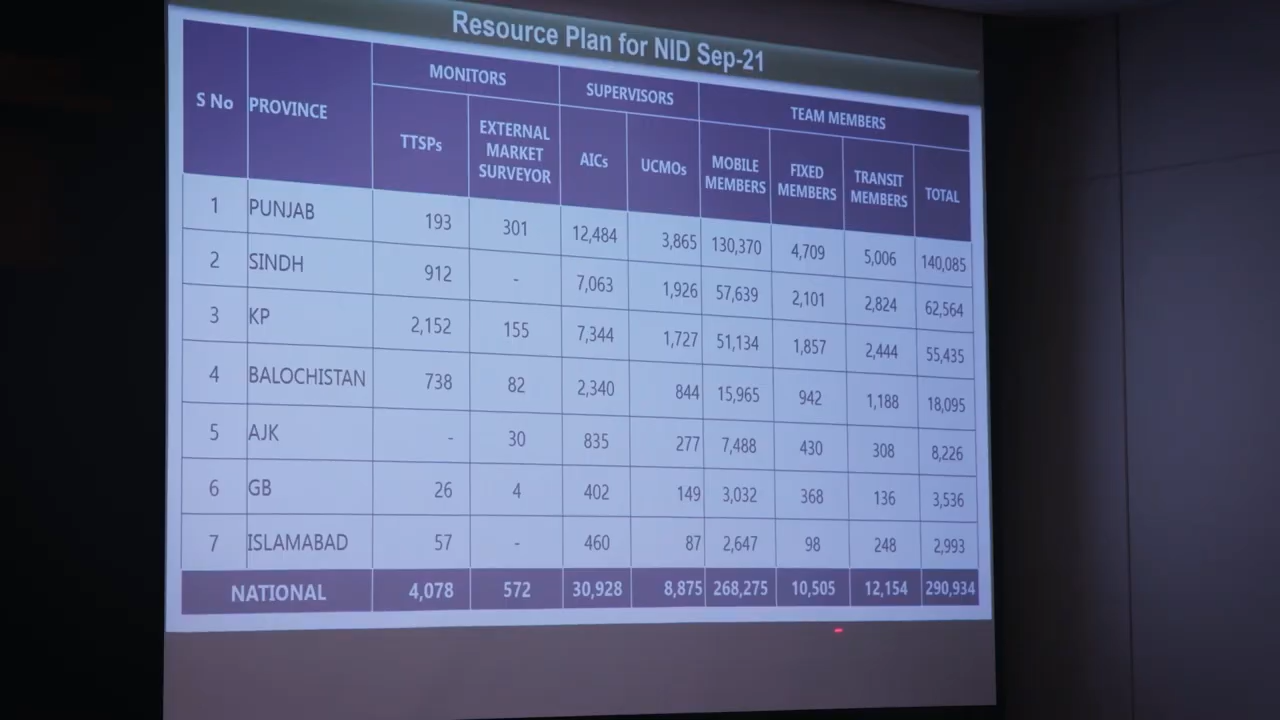 Resource Plan for NID Sep-21
S No PROVINCE MONITORS SUPERVISORS TEAM MEMBERS
TTSPs EXTERNAL MARKET SURVEYOR AICs UCMOs MOBILE MEMBERS FIXED MEMBERS TRANSIT MEMBERS TOTAL
1 PUNJAB 193 301 12,484 3,865 130,370 4,709 5,006 140,085
2 SINDH 912 - 7,063 1,926 57,639 2,101 2,824 62,564
3 KP 2,152 155 7,344 1,727 51,134 1,857 2,444 55,435
4 BALOCHISTAN 738 82 2,340 844 15,965 942 1,188 18,095
5 AJK - 30 835 277 7,488 430 308 8,226
6 GB 26 4 402 149 3,032 368 136 3,536
7 ISLAMABAD 57 - 460 87 2,647 98 248 2,993
NATIONAL 4,078 572 30,928 8,875 268,275 10,505 12,154 290,934